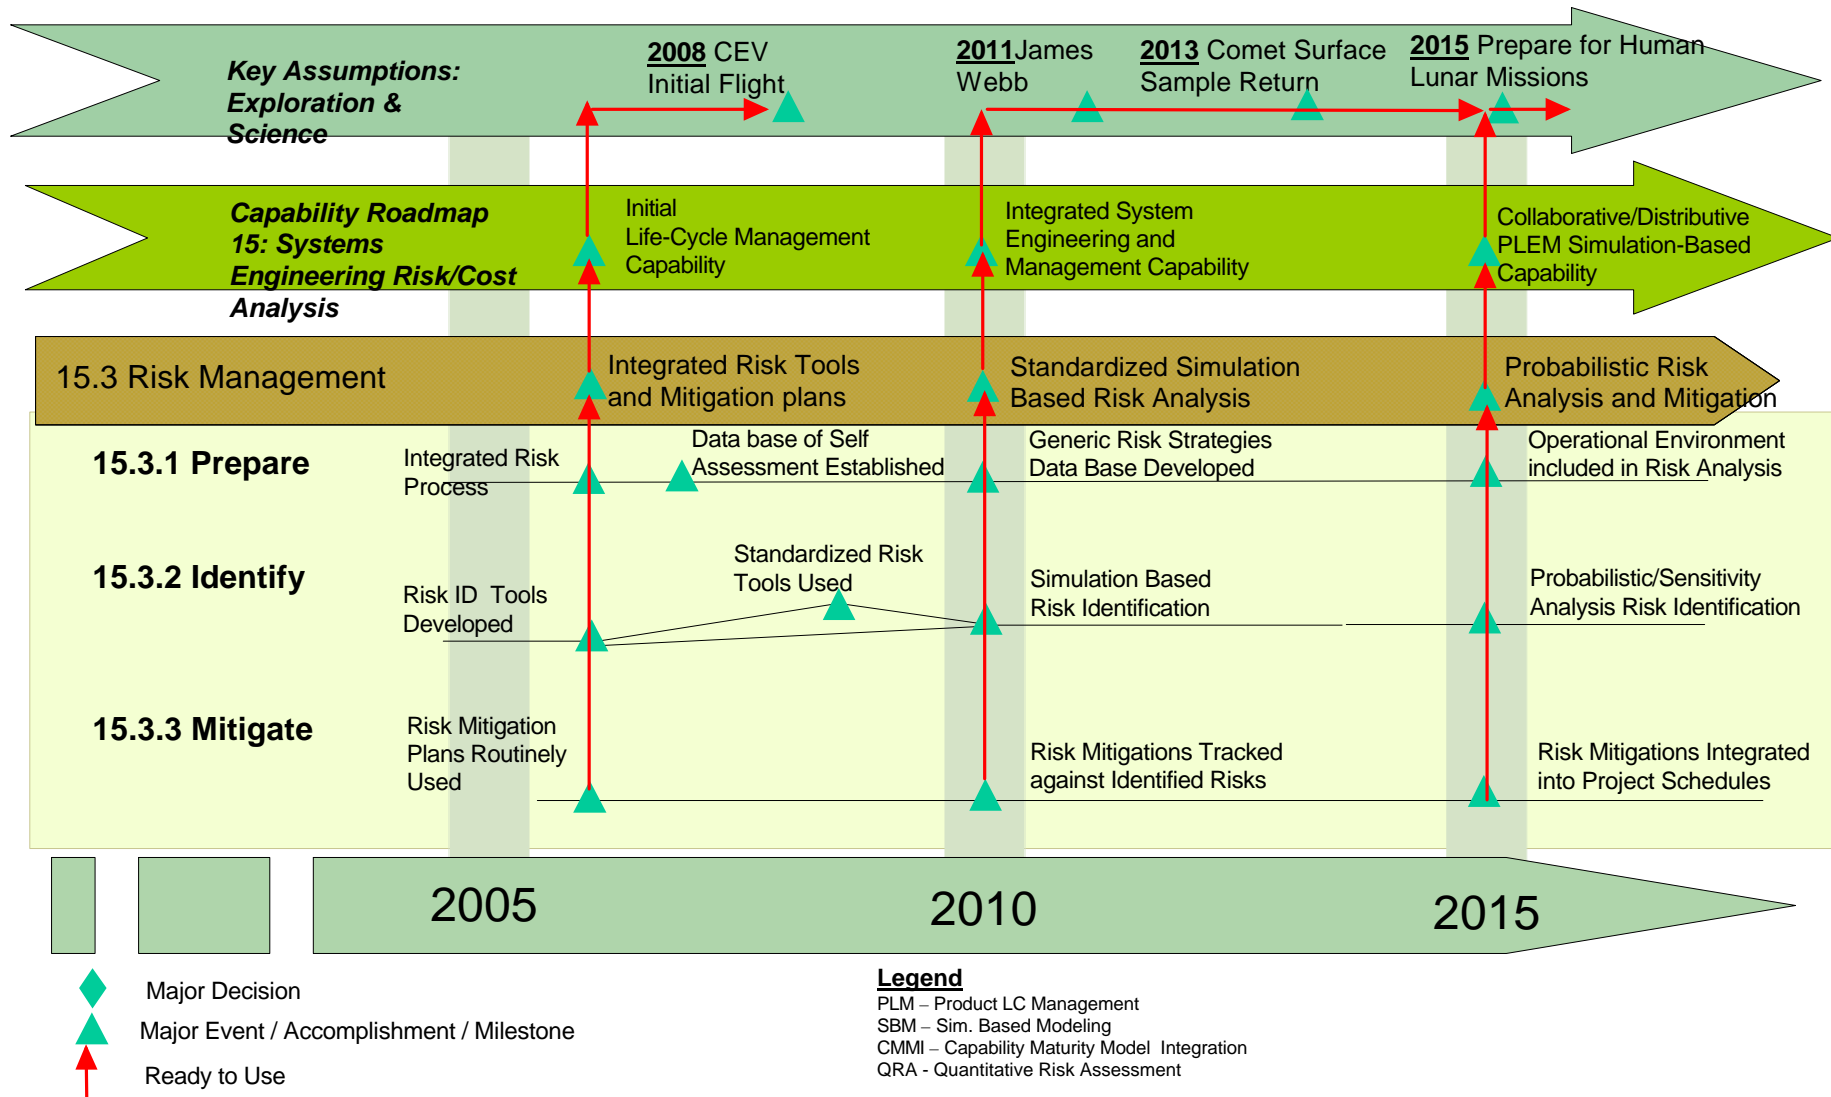 Key Assumptions:
Exploration &
Science
2008 CEV
Initial Flight
2011James
Webb
2013 Comet Surface
Sample Return
2015 Prepare for Human
Lunar Missions
Capability Roadmap
15: Systems
Engineering Risk/Cost
Analysis
Initial
Life-Cycle Management
Capability
Integrated System
Engineering and
Management Capability
Collaborative/Distributive
PLEM Simulation-Based
Capability
15.3 Risk Management
Integrated Risk Tools
and Mitigation plans
Standardized Simulation
Based Risk Analysis
Probabilistic Risk
Analysis and Mitigation
15.3.1 Prepare
Integrated Risk
Process
Data base of Self
Assessment Established
Generic Risk Strategies
Data Base Developed
Operational Environment
included in Risk Analysis
15.3.2 Identify
Risk ID Tools
Developed
Standardized Risk
Tools Used
Simulation Based
Risk Identification
Probabilistic/Sensitivity
Analysis Risk Identification
15.3.3 Mitigate
Risk Mitigation
Plans Routinely
Used
Risk Mitigations Tracked
against Identified Risks
Risk Mitigations Integrated
into Project Schedules
2005
2010
2015
Major Decision
Major Event / Accomplishment / Milestone
Ready to Use
Legend
PLM – Product LC Management
SBM – Sim. Based Modeling
CMMI – Capability Maturity Model Integration
QRA - Quantitative Risk Assessment